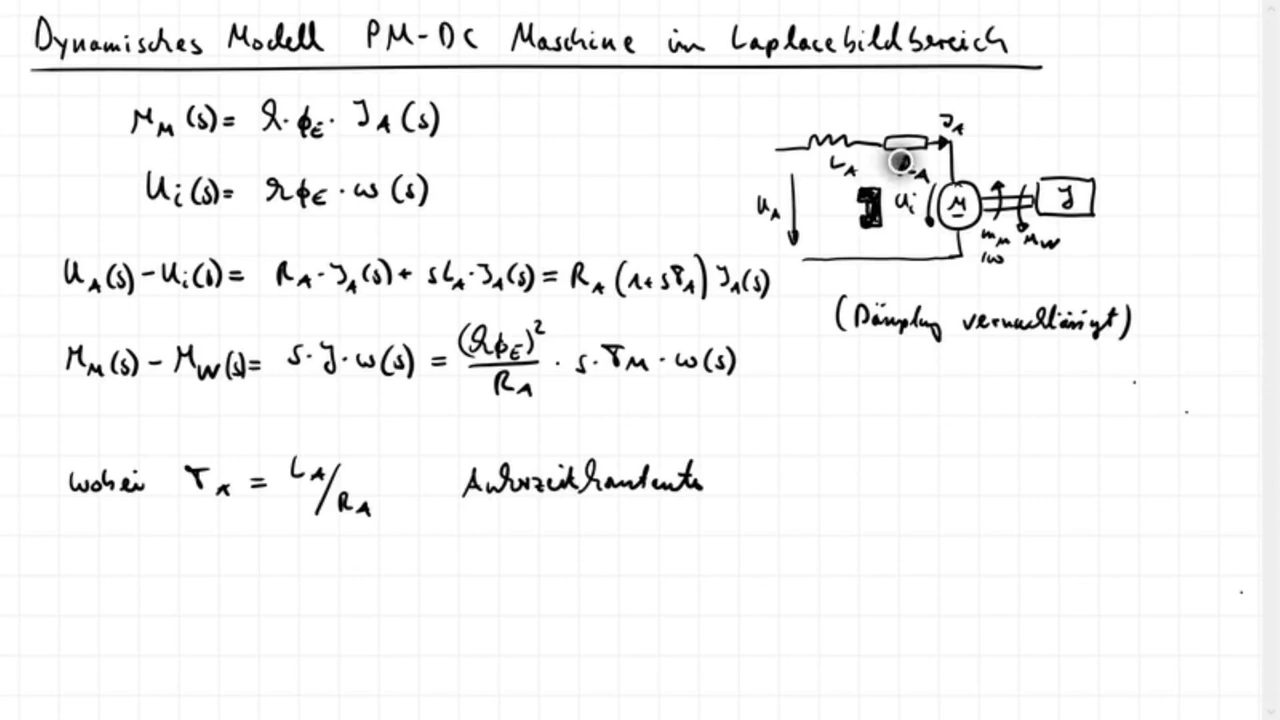 Dynamisches Modell PM-DC Maschine im Laplacebildbereich
M_M(s) = k·ϕ_E · I_A(s)
U_i(s) = kϕ_E · ω(s)
U_A(s) - U_i(s) = R_A · I_A(s) + sL_A · I_A(s) = R_A (1+sT_A) I_A(s)
M_M(s) - M_W(s) = s · J · ω(s) = (kϕ_E)²/R_A · s · T_M · ω(s)
wobei T_A = L_A/R_A Ankerzeitkonstante
I_A
L_A
U_A
U_i
M
J
M_W
(Dämpfung vernachlässigt)